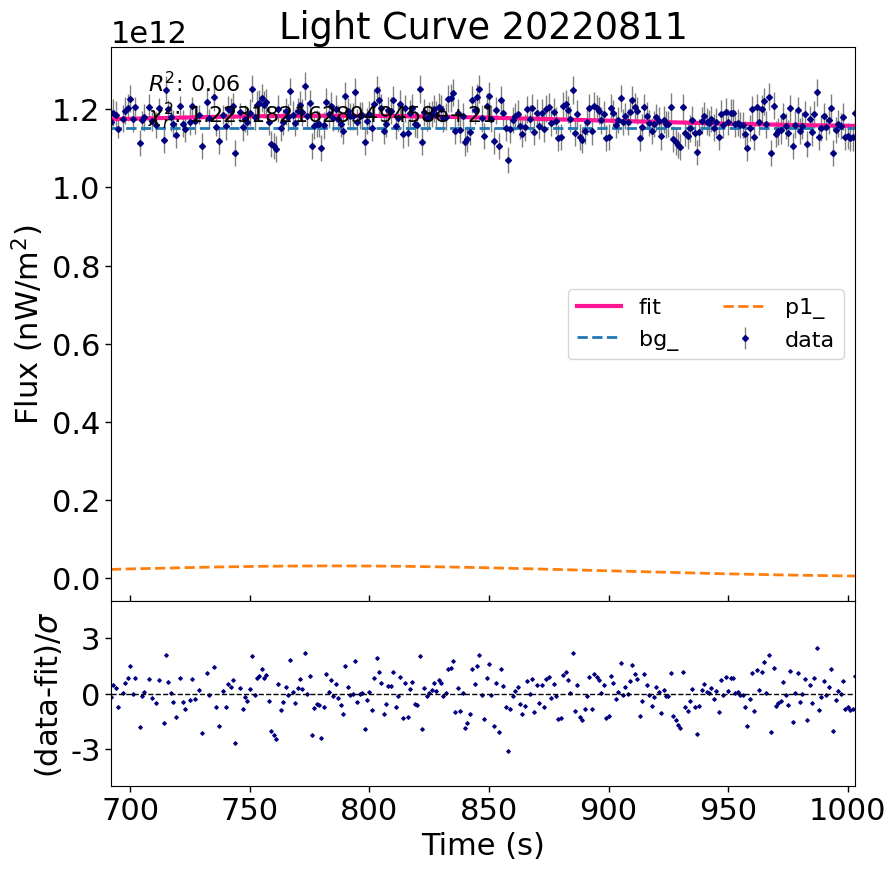 Light Curve 20220811
1e12
R²: 0.06
χ²:
Flux (nW/m²)
1.2
1.0
0.8
0.6
0.4
0.2
0.0
fit
bg_
p1_
data
(data-fit)/σ
3
0
-3
700
750
800
850
900
950
1000
Time (s)